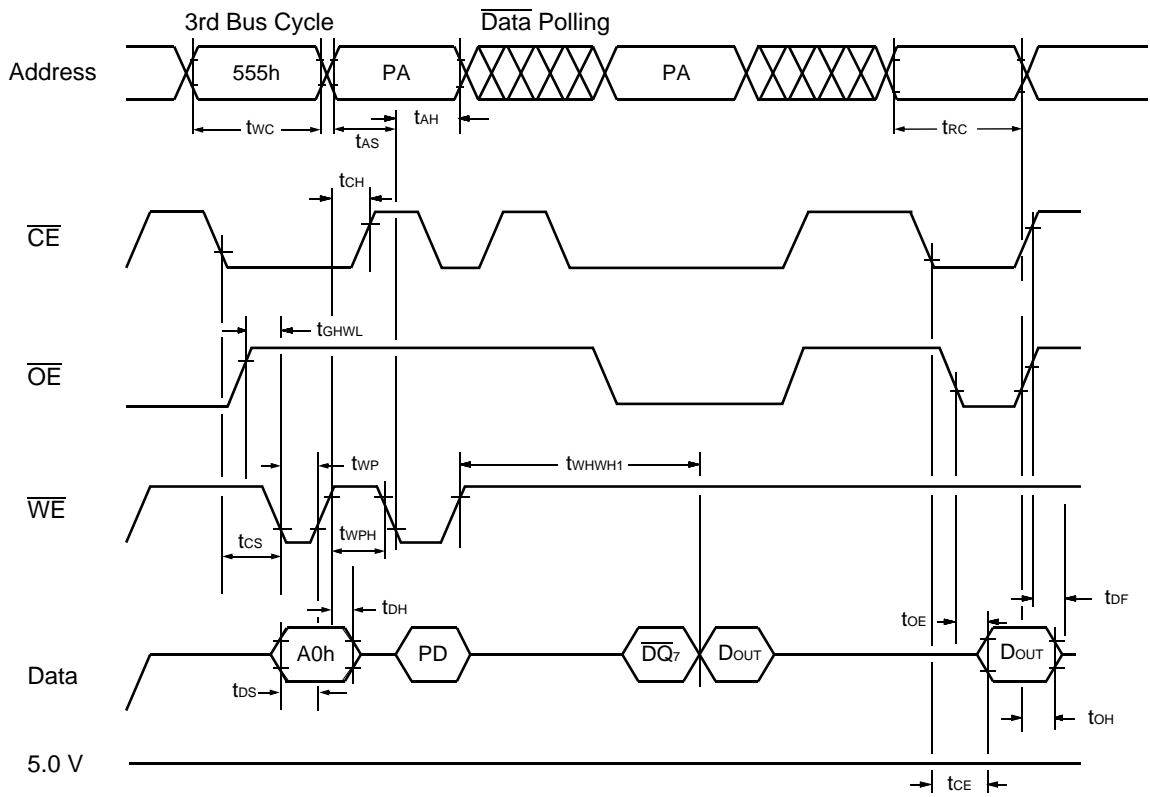 3rd Bus Cycle Data Polling
Address 555h PA PA
tWC tAS tAH tRC
tCH
CE
tGHWL
OE
tWP tWHWH1
WE
tCS tWPH
tDH tOE tDF
Data A0h PD DQ7 DOUT DOUT
tDS tOH
5.0 V
tCE